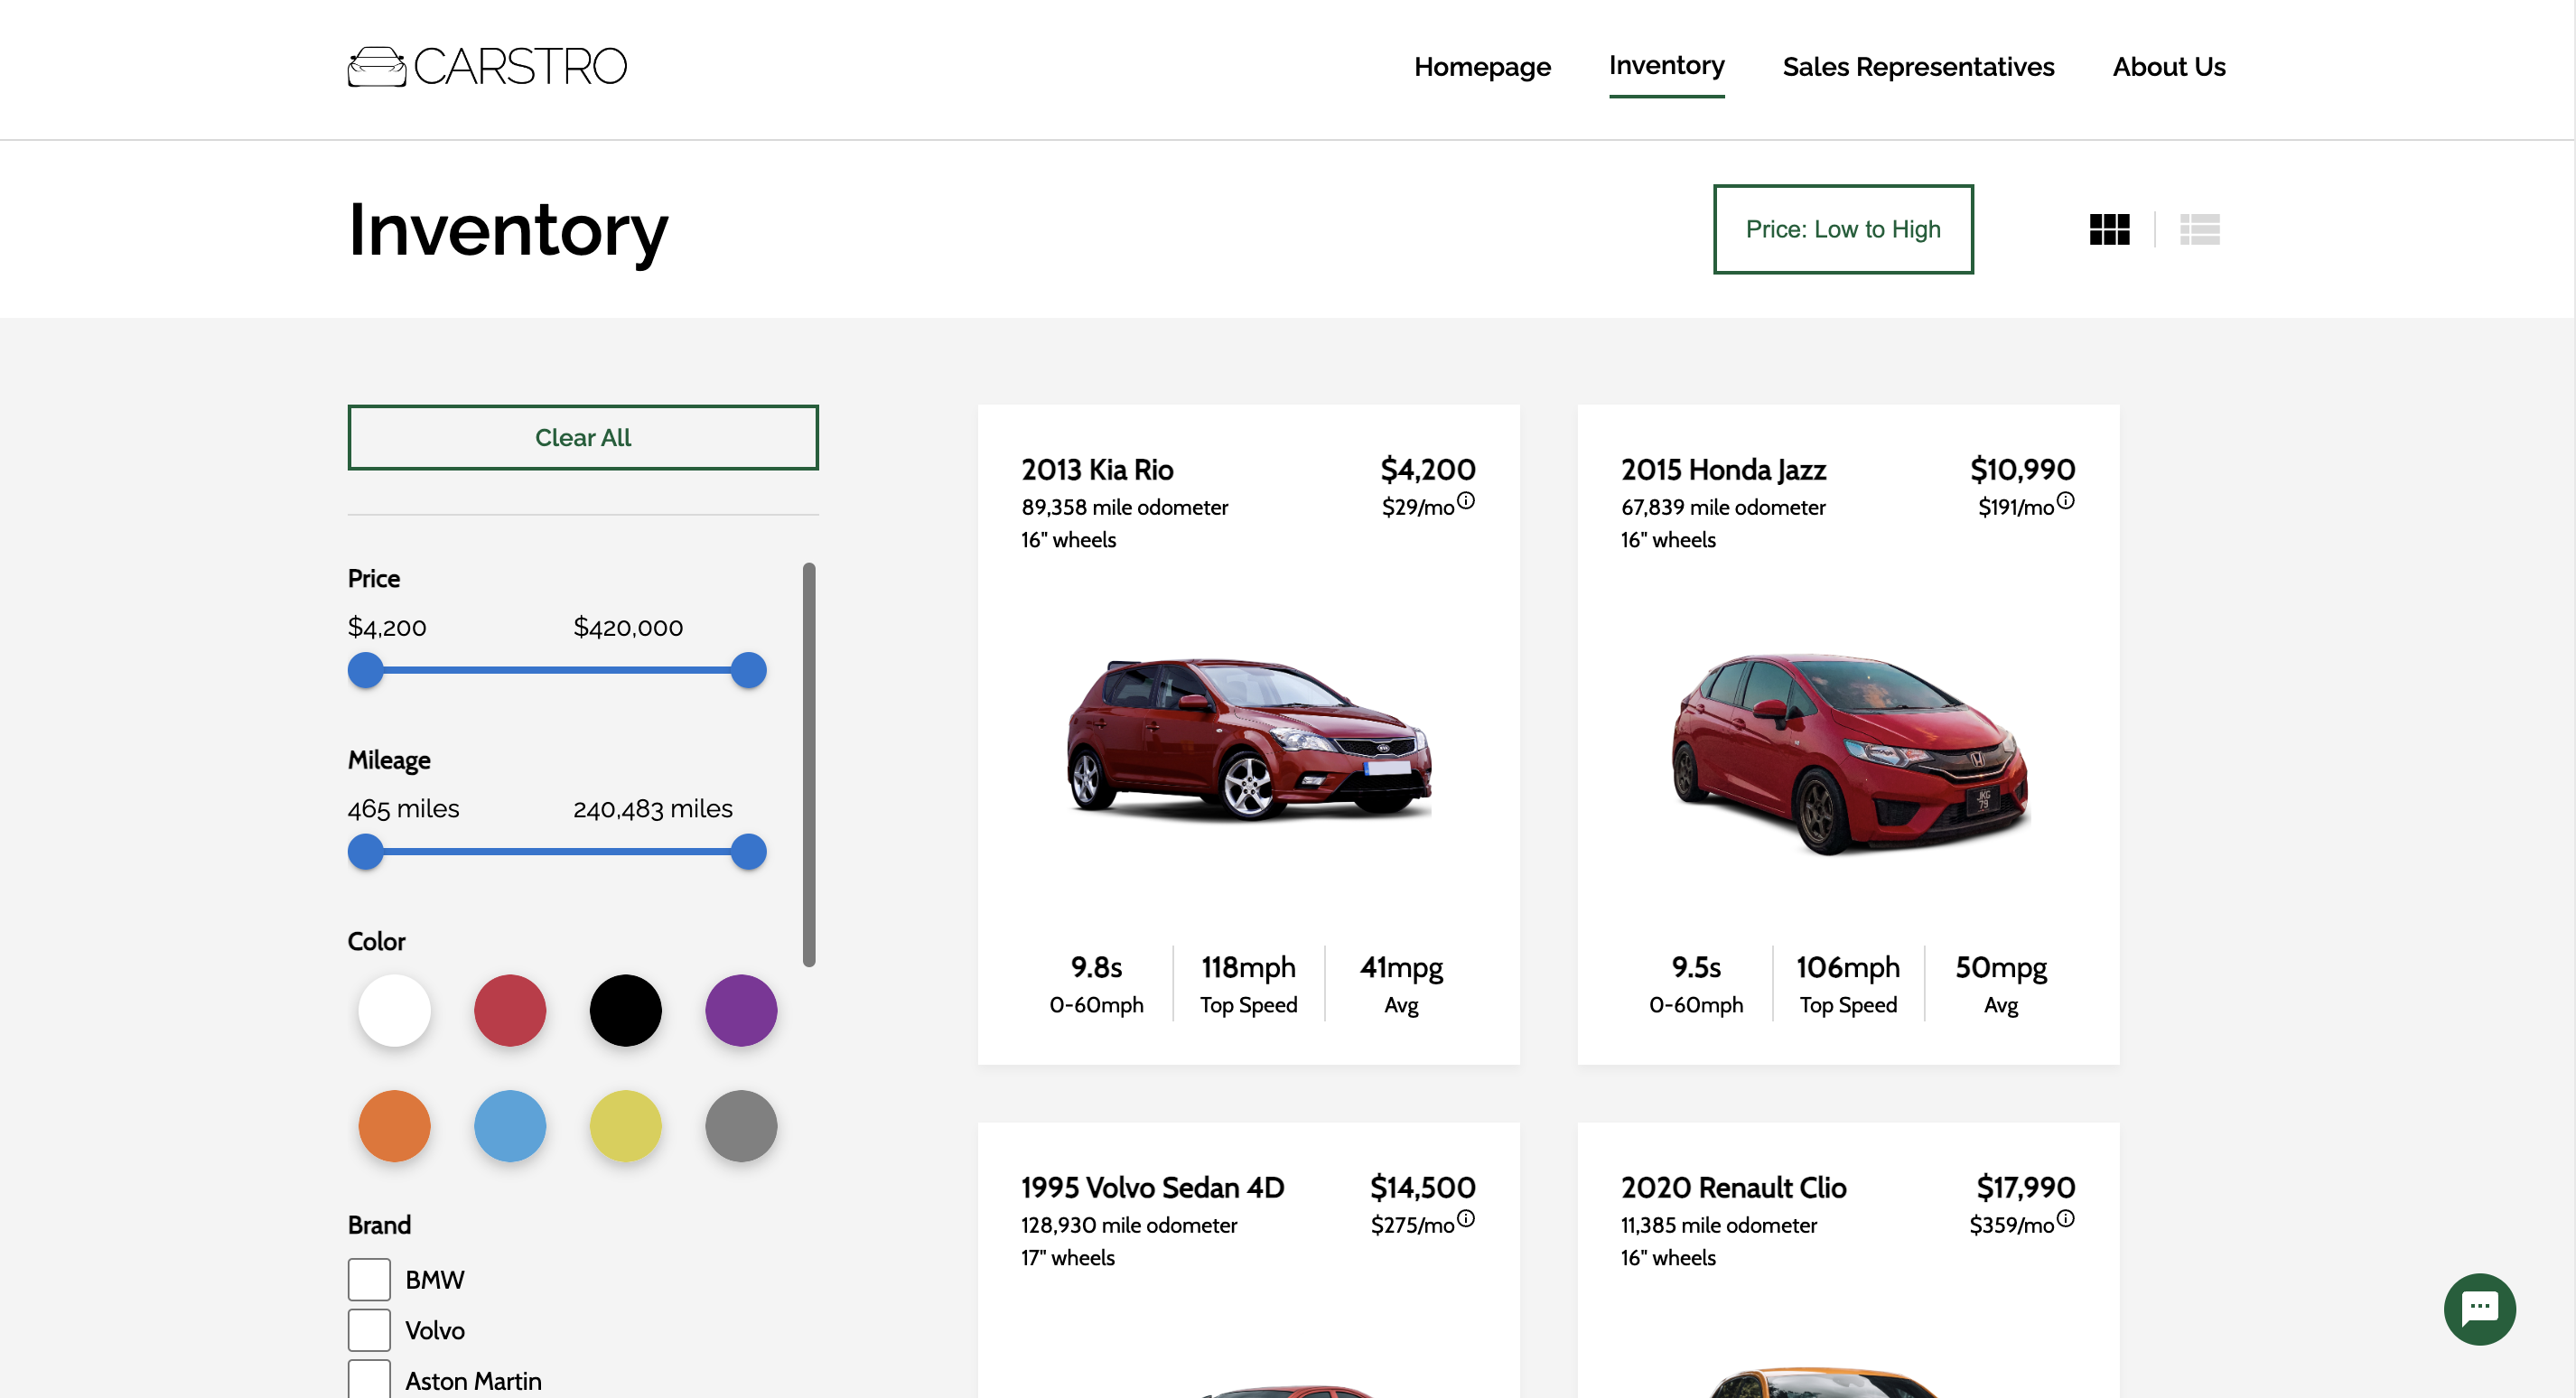 CARSTRO
Homepage
Inventory
Sales Representatives
About Us
Inventory
Price: Low to High
Clear All
Price
$4,200
$420,000
Mileage
465 miles
240,483 miles
Color
Brand
BMW
Volvo
Aston Martin
2013 Kia Rio
$4,200
89,358 mile odometer
$29/mo
16" wheels
9.8s
118mph
41mpg
0-60mph
Top Speed
Avg
2015 Honda Jazz
$10,990
67,839 mile odometer
$191/mo
16" wheels
JKG
79
9.5s
106mph
50mpg
0-60mph
Top Speed
Avg
1995 Volvo Sedan 4D
$14,500
128,930 mile odometer
$275/mo
17" wheels
2020 Renault Clio
$17,990
11,385 mile odometer
$359/mo
16" wheels